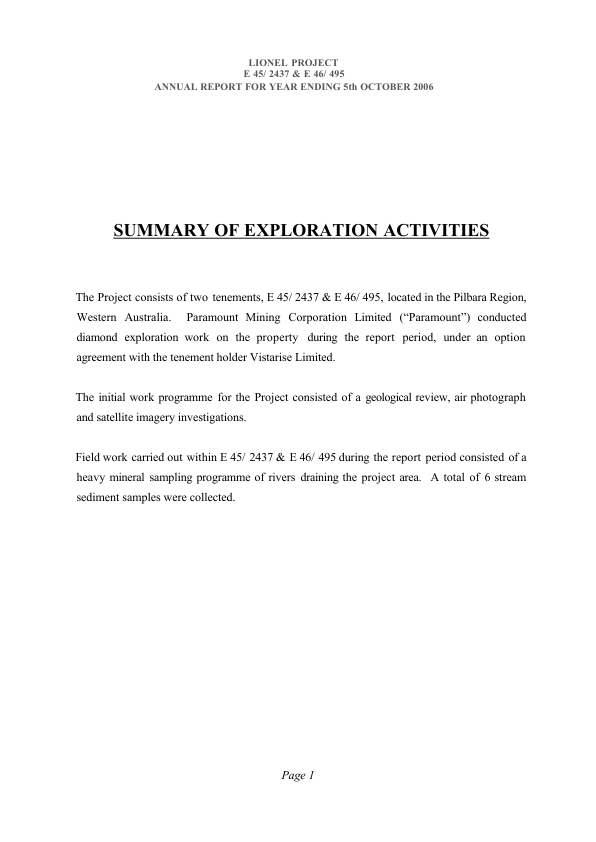 LIONEL PROJECT
E 45/ 2437 & E 46/ 495
ANNUAL REPORT FOR YEAR ENDING 5th OCTOBER 2006
SUMMARY OF EXPLORATION ACTIVITIES
The Project consists of two tenements, E 45/ 2437 & E 46/ 495, located in the Pilbara Region,
Western Australia. Paramount Mining Corporation Limited (“Paramount”) conducted
diamond exploration work on the property during the report period, under an option
agreement with the tenement holder Vistarise Limited.
The initial work programme for the Project consisted of a geological review, air photograph
and satellite imagery investigations.
Field work carried out within E 45/ 2437 & E 46/ 495 during the report period consisted of a
heavy mineral sampling programme of rivers draining the project area. A total of 6 stream
sediment samples were collected.
Page 1